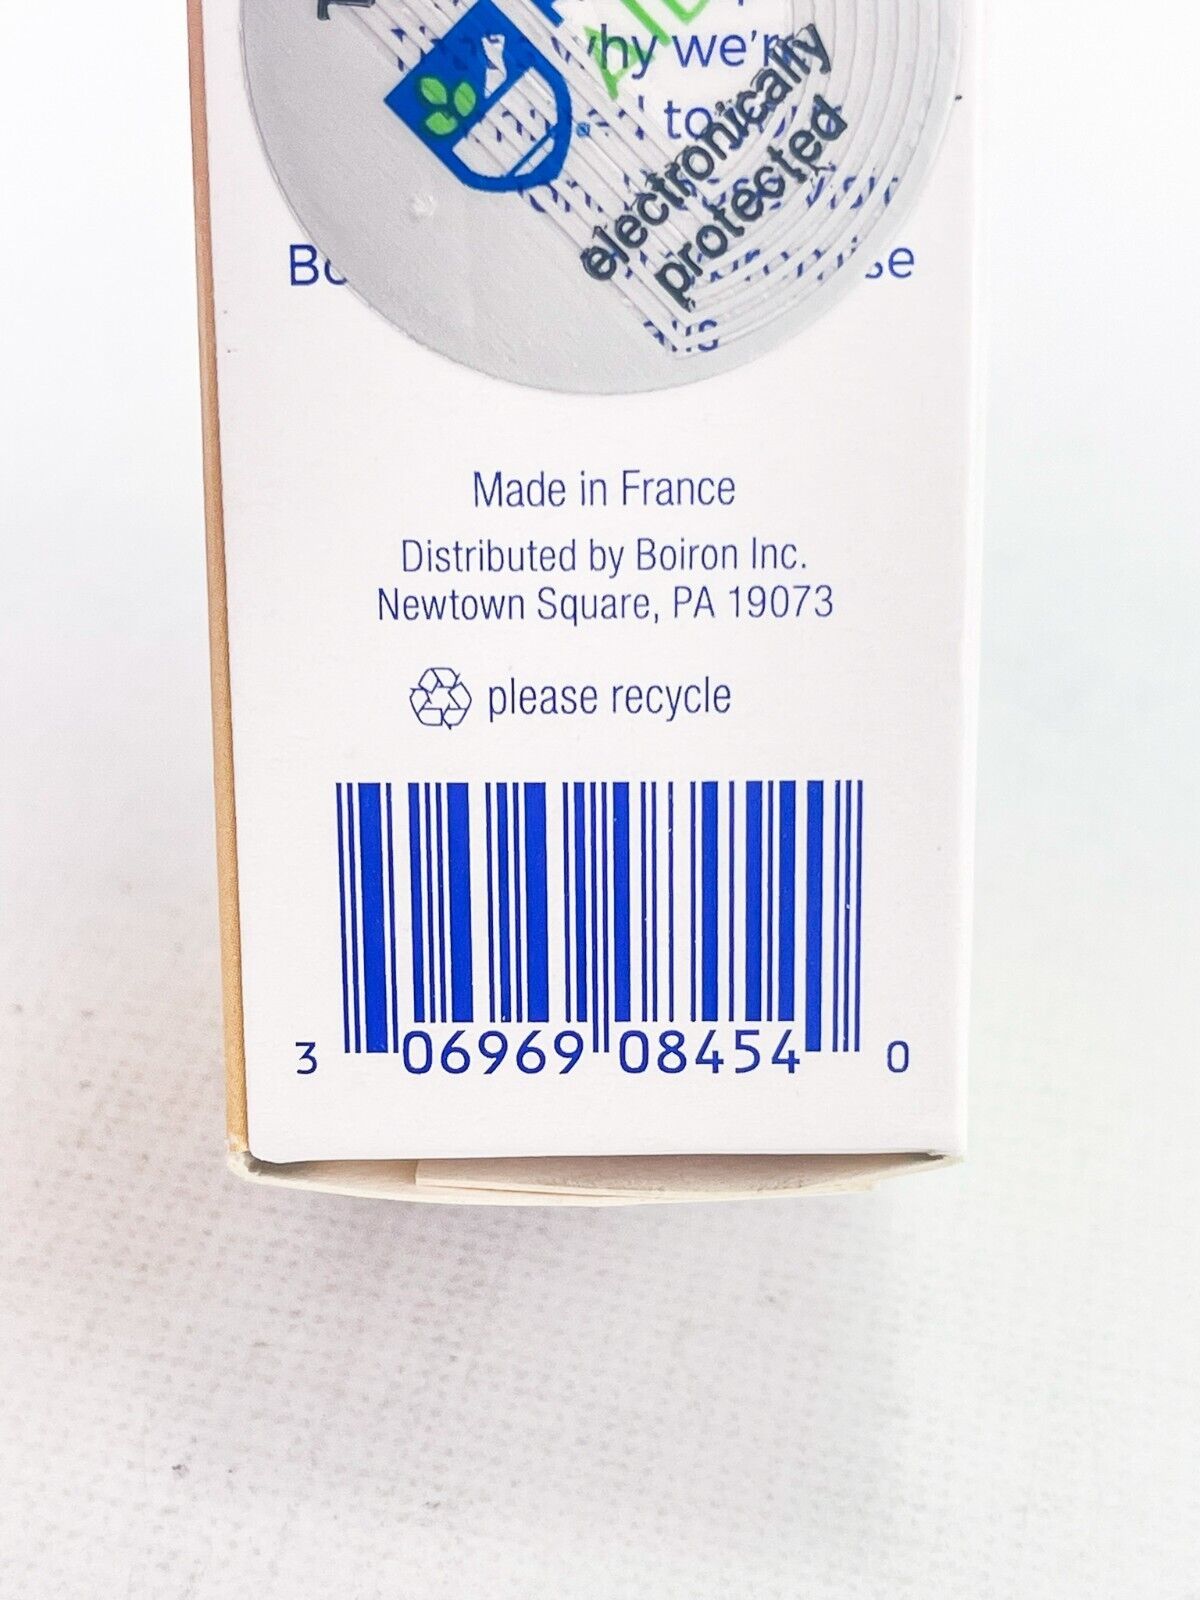 why we're
to
electronically
protected
Made in France
Distributed by Boiron Inc.
Newtown Square, PA 19073
please recycle
3 06969 08454 0